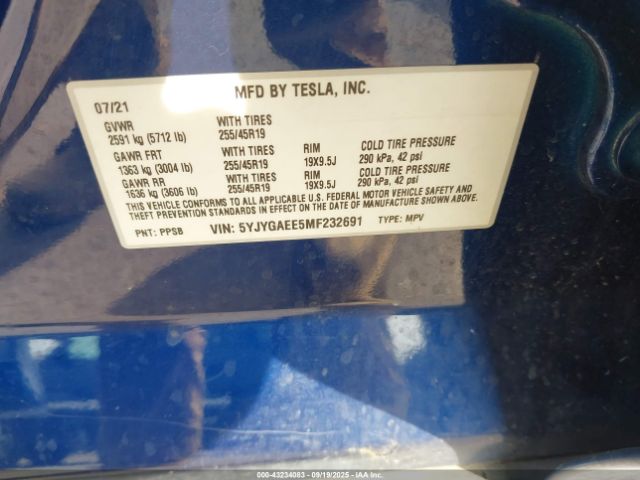 MFD BY TESLA, INC.
07/21
GVWR WITH TIRES
2591 kg (5712 lb) 255/45R19
GAWR FRT WITH TIRES RIM COLD TIRE PRESSURE
1363 kg (3004 lb) 255/45R19 19X9.5J 290 kPa, 42 psi
GAWR RR WITH TIRES RIM COLD TIRE PRESSURE
1636 kg (3606 lb) 255/45R19 19X9.5J 290 kPa, 42 psi
THIS VEHICLE CONFORMS TO ALL APPLICABLE U.S. FEDERAL MOTOR VEHICLE SAFETY AND
THEFT PREVENTION STANDARDS IN EFFECT ON THE DATE OF MANUFACTURE SHOWN ABOVE.
PNT: PPSB VIN: 5YJYGAEE5MF232691 TYPE: MPV
000-43234083 - 09/19/2025 - IAAI.COM